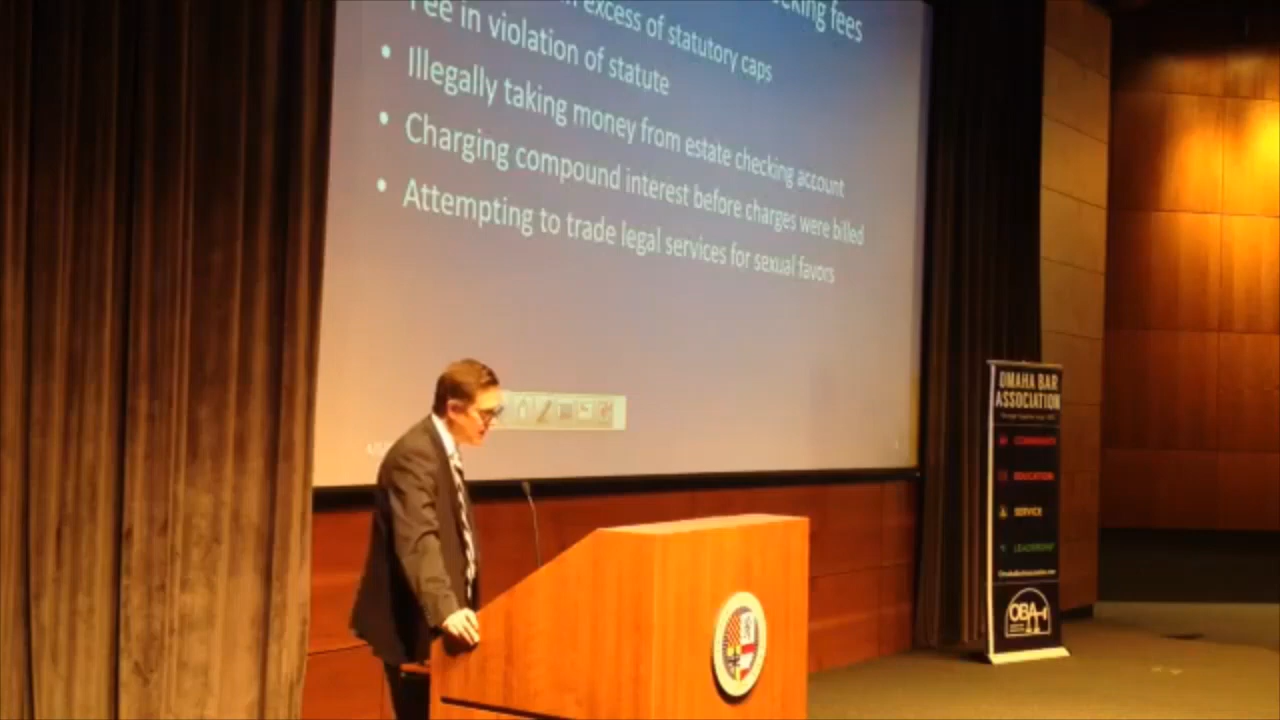 cking fees
excess of statutory caps
Fee in violation of statute
• Illegally taking money from estate checking account
• Charging compound interest before charges were billed
• Attempting to trade legal services for sexual favors
OMAHA BAR
ASSOCIATION
COMMUNITY
EDUCATION
SERVICE
LEADERSHIP
OBA